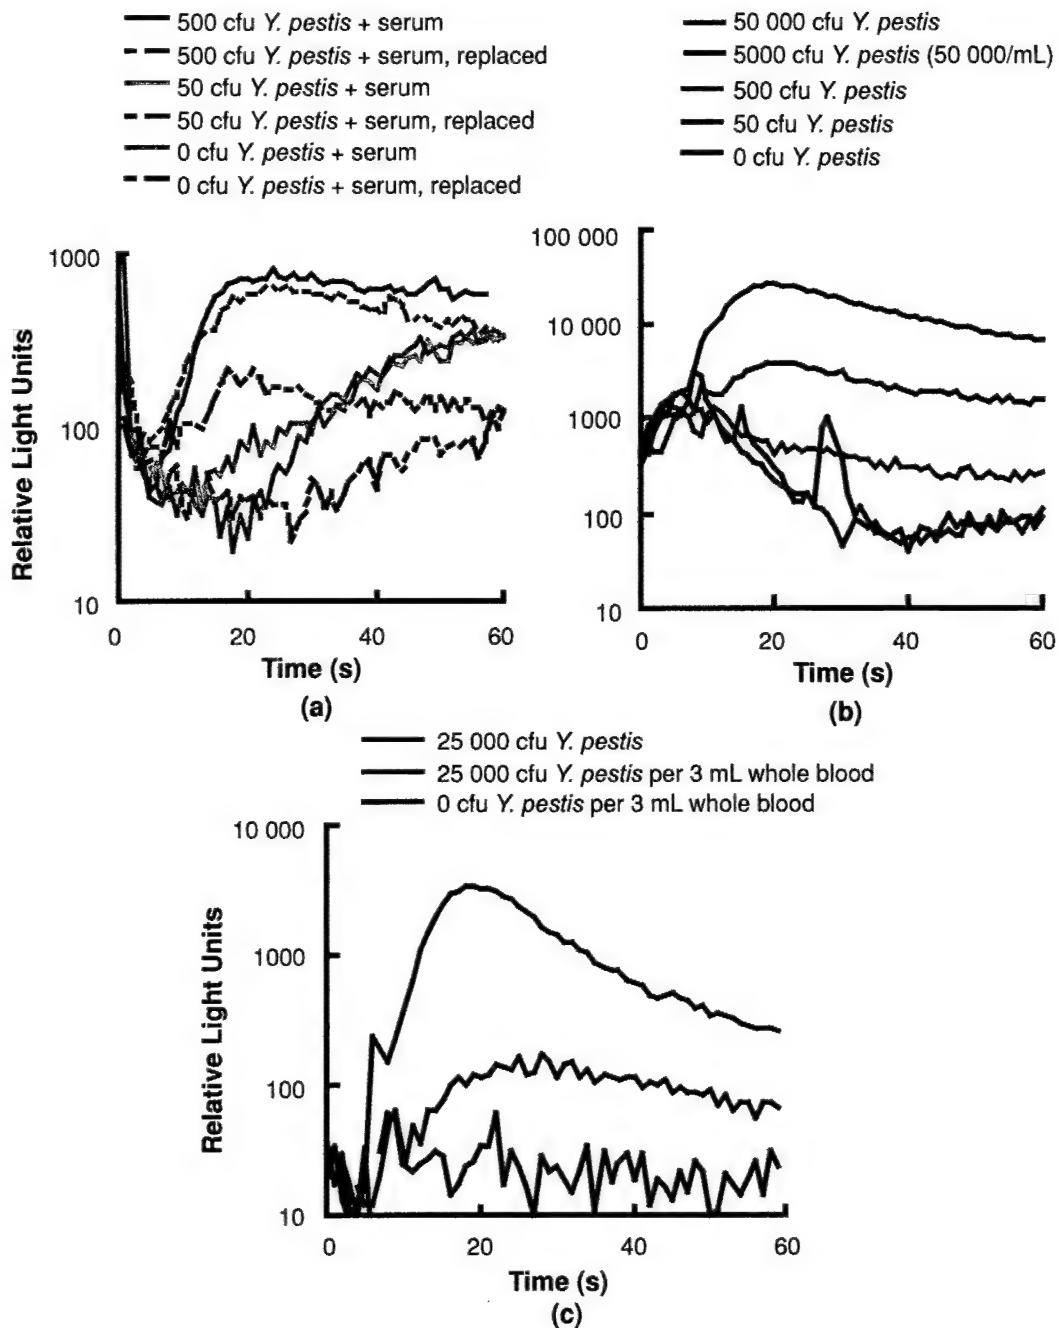 500 cfu Y. pestis + serum
500 cfu Y. pestis + serum, replaced
50 cfu Y. pestis + serum
50 cfu Y. pestis + serum, replaced
0 cfu Y. pestis + serum
0 cfu Y. pestis + serum, replaced
50 000 cfu Y. pestis
5000 cfu Y. pestis (50 000/mL)
500 cfu Y. pestis
50 cfu Y. pestis
0 cfu Y. pestis
Relative Light Units
1000
100
10
0 20 40 60
Time (s)
(a)
100 000
10 000
1000
100
10
0 20 40 60
Time (s)
(b)
25 000 cfu Y. pestis
25 000 cfu Y. pestis per 3 mL whole blood
0 cfu Y. pestis per 3 mL whole blood
Relative Light Units
10 000
1000
100
10
0 20 40 60
Time (s)
(c)